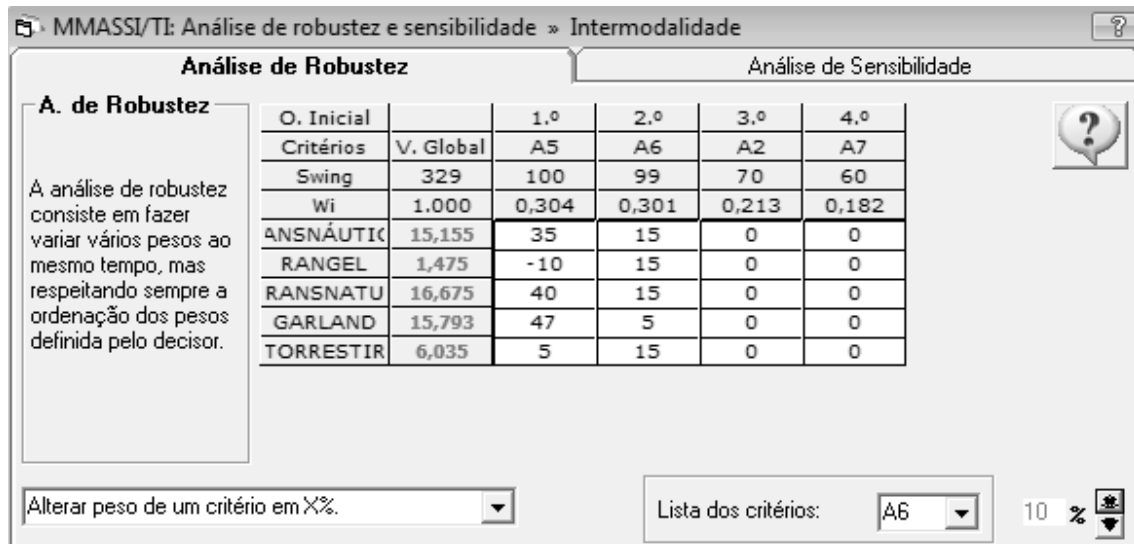 MMASSI/TI: Análise de robustez e sensibilidade » Intermodalidade
Análise de Robustez
Análise de Sensibilidade
A. de Robustez
A análise de robustez
consiste em fazer
variar vários pesos ao
mesmo tempo, mas
respeitando sempre a
ordenação dos pesos
definida pelo decisor.
O. Inicial 1.º 2.º 3.º 4.º
Critérios V. Global A5 A6 A2 A7
Swing 329 100 99 70 60
Wi 1.000 0,304 0,301 0,213 0,182
ANSNÁUTIC 15,155 35 15 0 0
RANGEL 1,475 -10 15 0 0
RANSNATU 16,675 40 15 0 0
GARLAND 15,793 47 5 0 0
TORRESTIR 6,035 5 15 0 0
Alterar peso de um critério em X%.
Lista dos critérios: A6 10 %